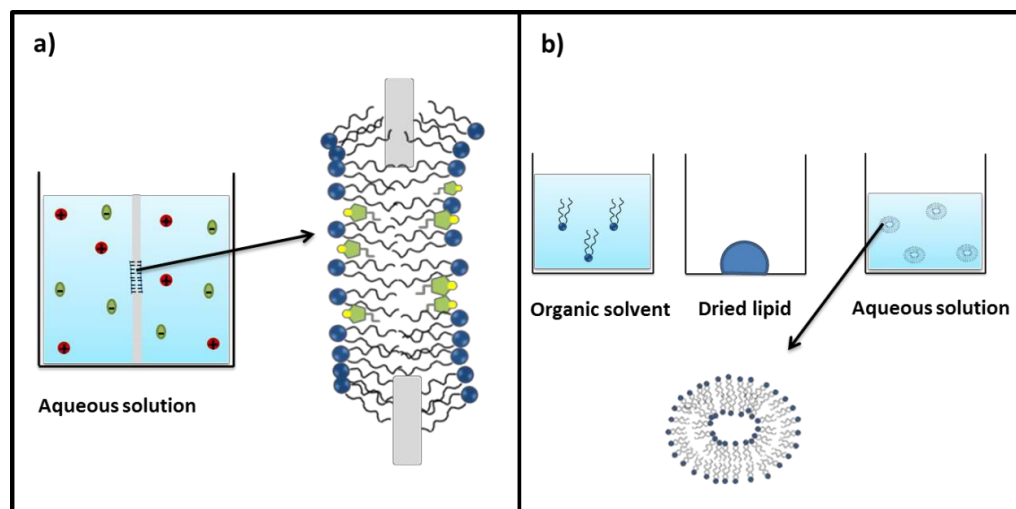 a)
+
-
+
-
+
-
+
-
-
+
-
+
Aqueous solution
b)
Organic solvent
Dried lipid
Aqueous solution